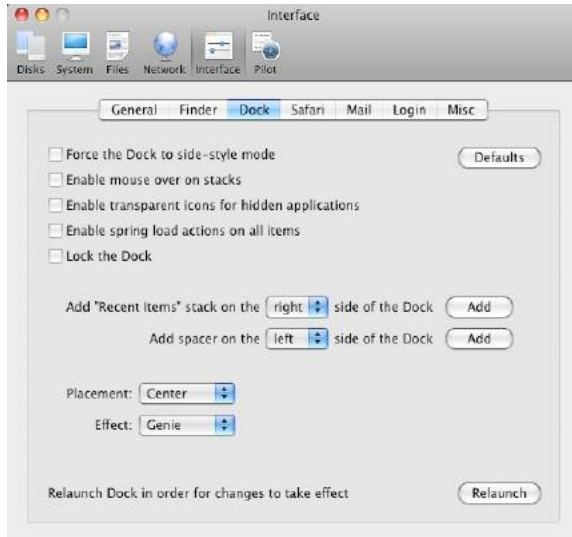 Interface
Disks System Files Network Interface Pilot
General Finder Dock Safari Mail Login Misc
Force the Dock to side-style mode
Defaults
Enable mouse over on stacks
Enable transparent icons for hidden applications
Enable spring load actions on all items
Lock the Dock
Add "Recent Items" stack on the right side of the Dock Add
Add spacer on the left side of the Dock Add
Placement: Center
Effect: Genie
Relaunch Dock in order for changes to take effect Relaunch